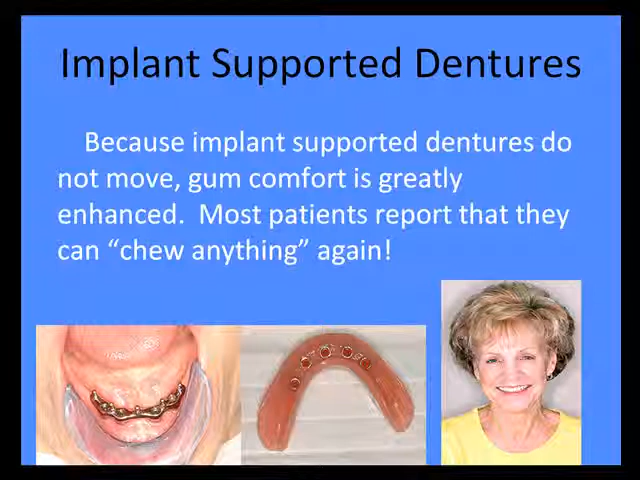 Implant Supported Dentures
Because implant supported dentures do
not move, gum comfort is greatly
enhanced.  Most patients report that they
can “chew anything” again!